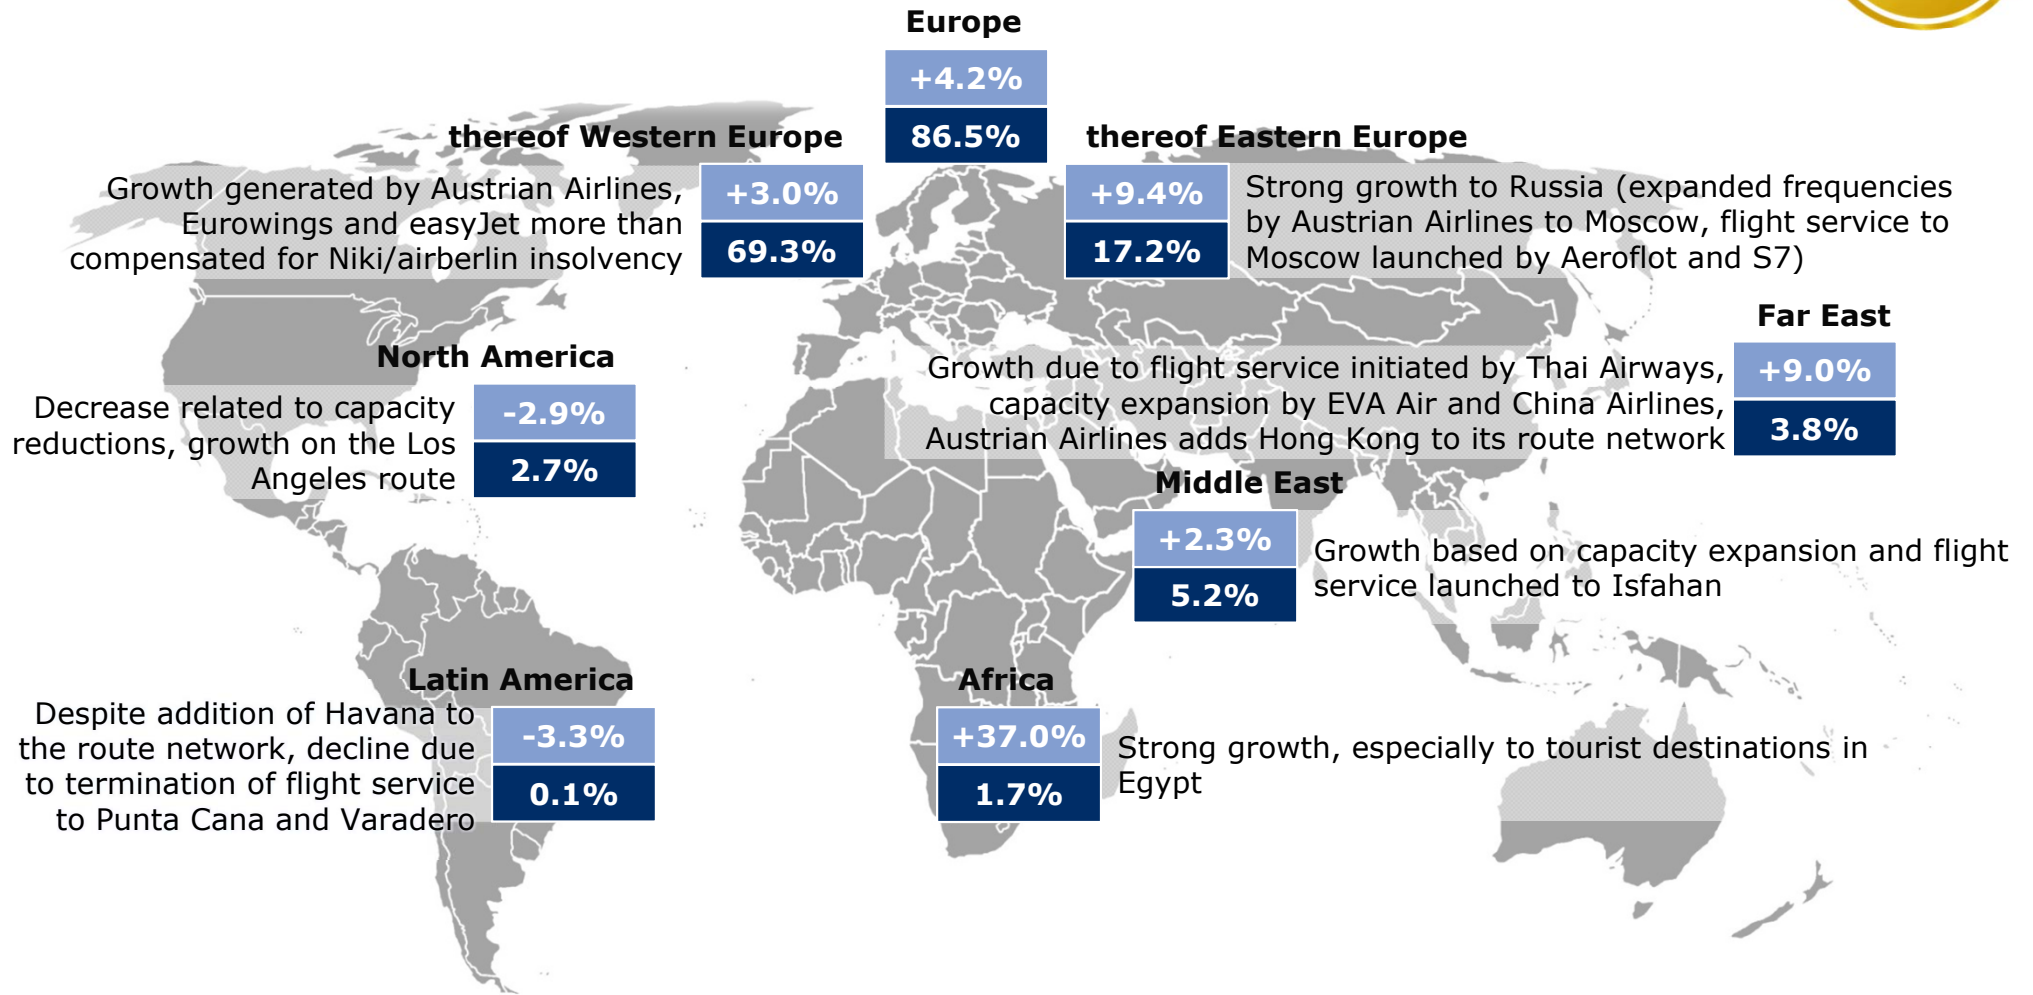 Europe
+4.2%
86.5%
thereof Western Europe
Growth generated by Austrian Airlines,
Eurowings and easyJet more than
compensated for Niki/airberlin insolvency
+3.0%
69.3%
thereof Eastern Europe
+9.4%
17.2%
Strong growth to Russia (expanded frequencies
by Austrian Airlines to Moscow, flight service to
Moscow launched by Aeroflot and S7)
North America
Decrease related to capacity
reductions, growth on the Los
Angeles route
-2.9%
2.7%
Far East
Growth due to flight service initiated by Thai Airways,
capacity expansion by EVA Air and China Airlines,
Austrian Airlines adds Hong Kong to its route network
+9.0%
3.8%
Middle East
+2.3%
5.2%
Growth based on capacity expansion and flight
service launched to Isfahan
Latin America
Despite addition of Havana to
the route network, decline due
to termination of flight service
to Punta Cana and Varadero
-3.3%
0.1%
Africa
+37.0%
1.7%
Strong growth, especially to tourist destinations in
Egypt